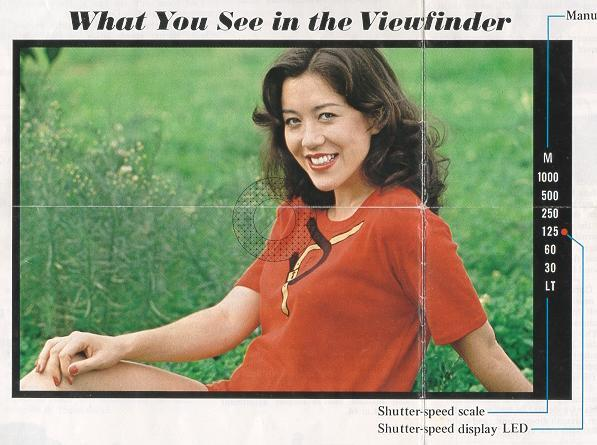 What You See in the Viewfinder
Manu
M
1000
500
250
125
60
30
LT
Shutter-speed scale
Shutter-speed display LED